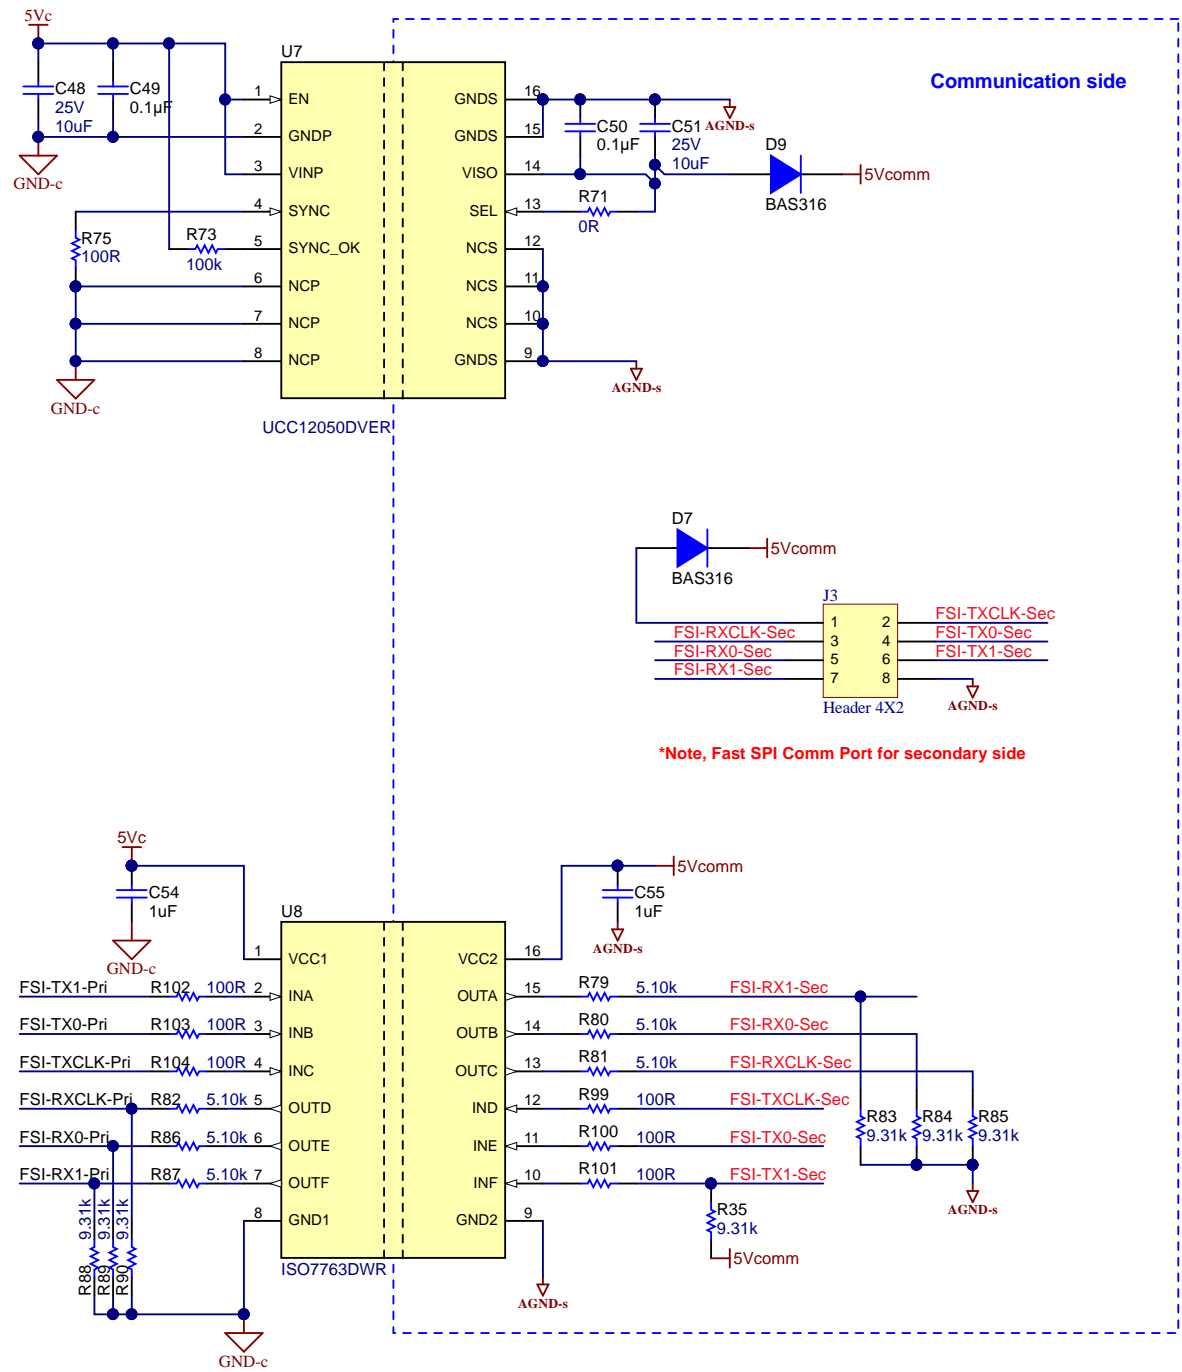 5Vc
U7
Communication side
C48
25V
10uF
C49
0.1µF
1 EN
2 GNDP
3 VINP
4 SYNC
5 SYNC_OK
6 NCP
7 NCP
8 NCP
GNDS 16
GNDS 15
VISO 14
SEL 13
NCS 12
NCS 11
NCS 10
GNDS 9
C50
0.1µF
C51
25V
10uF
AGND-s
D9
BAS316
5Vcomm
GND-c
R71
0R
R75
100R
R73
100k
GND-c
AGND-s
UCC12050DVER
D7
BAS316
5Vcomm
J3
1 2
3 4
5 6
7 8
FSI-RXCLK-Sec
FSI-RX0-Sec
FSI-RX1-Sec
FSI-TXCLK-Sec
FSI-TX0-Sec
FSI-TX1-Sec
AGND-s
Header 4X2
*Note, Fast SPI Comm Port for secondary side
5Vc
C54
1uF
GND-c
5Vcomm
C55
1uF
AGND-s
U8
1 VCC1
VCC2 16
FSI-TX1-Pri R102 100R 2 INA
FSI-TX0-Pri R103 100R 3 INB
FSI-TXCLK-Pri R104 100R 4 INC
FSI-RXCLK-Pri R82 5.10k 5 OUTD
FSI-RX0-Pri R86 5.10k 6 OUTE
FSI-RX1-Pri R87 5.10k 7 OUTF
8 GND1
OUTA 15 R79 5.10k FSI-RX1-Sec
OUTB 14 R80 5.10k FSI-RX0-Sec
OUTC 13 R81 5.10k FSI-RXCLK-Sec
IND 12 R99 100R FSI-TXCLK-Sec
INE 11 R100 100R FSI-TX0-Sec
INF 10 R101 100R FSI-TX1-Sec
GND2 9
R83
9.31k
R84
9.31k
R85
9.31k
AGND-s
R35
9.31k
5Vcomm
R88 9.31k
R89 9.31k
R90 9.31k
ISO7763DWR
AGND-s
GND-c